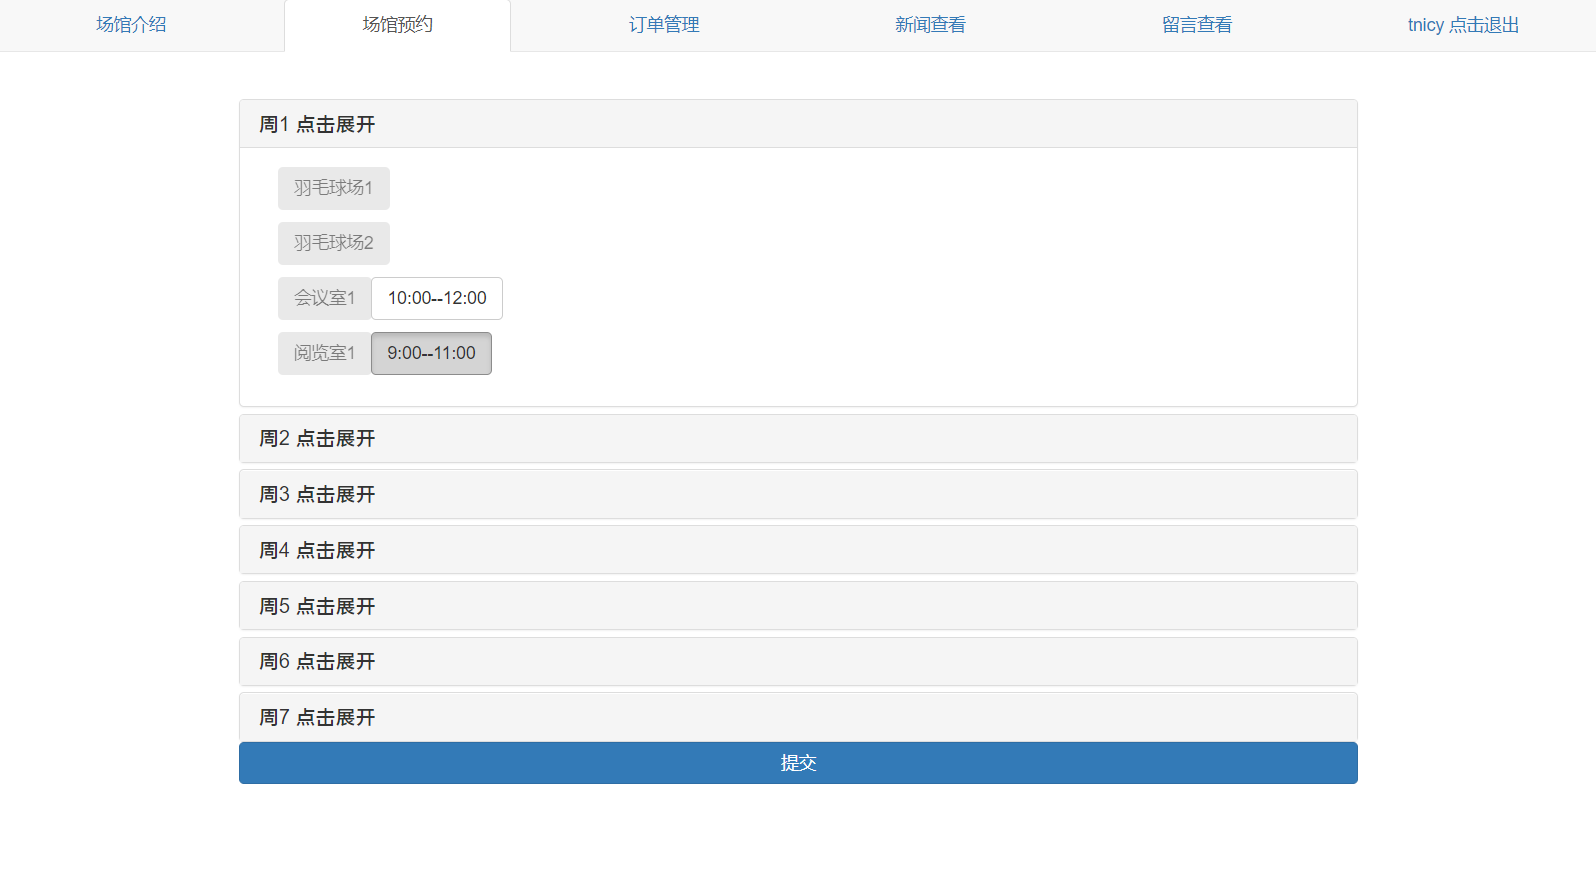 场馆介绍 场馆预约 订单管理 新闻查看 留言查看 tnicy 点击退出
周1 点击展开
羽毛球场1
羽毛球场2
会议室1 10:00--12:00
阅览室1 9:00--11:00
周2 点击展开
周3 点击展开
周4 点击展开
周5 点击展开
周6 点击展开
周7 点击展开
提交